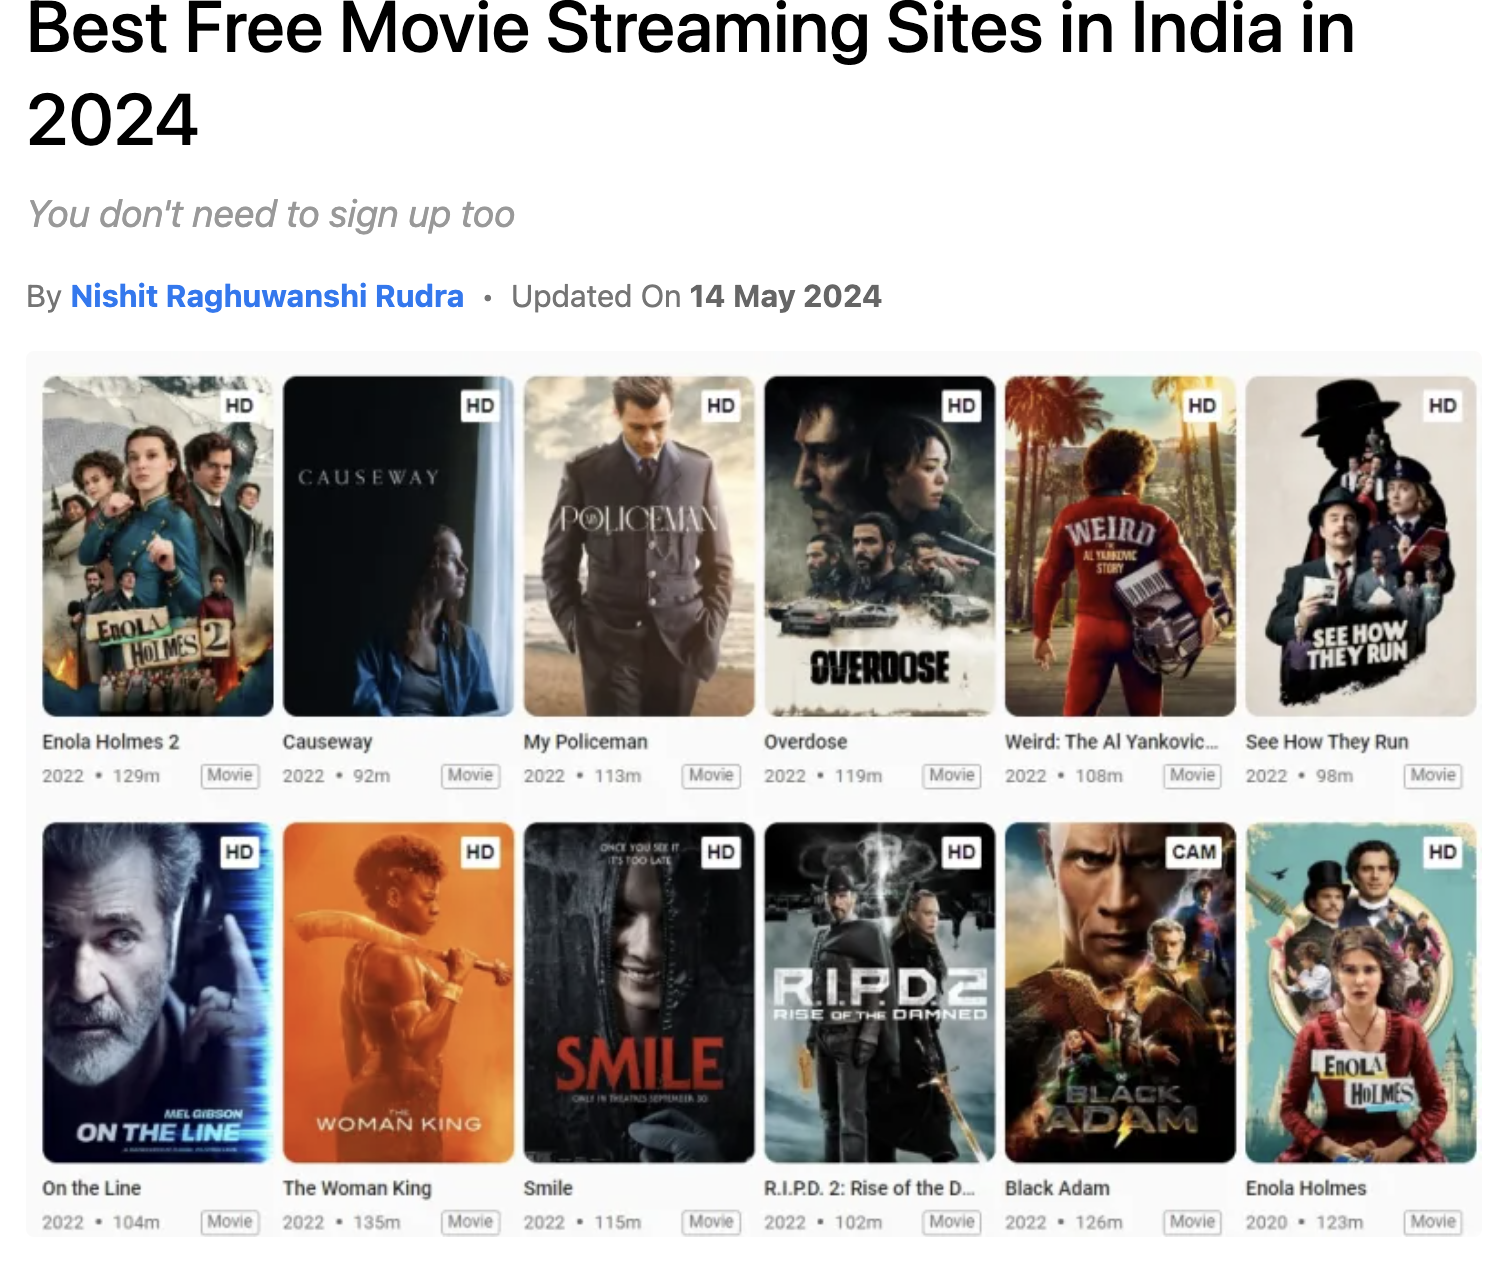 Best Free Movie Streaming Sites in India in
2024
You don't need to sign up too
By Nishit Raghuwanshi Rudra • Updated On 14 May 2024
HD
ENOLA
HOLMES 2
HD
CAUSEWAY
HD
MY POLICEMAN
HD
OVERDOSE
HD
WEIRD
THE
AL YANKOVIC
STORY
HD
SEE HOW
THEY RUN
Enola Holmes 2
2022 • 129m Movie
Causeway
2022 • 92m Movie
My Policeman
2022 • 113m Movie
Overdose
2022 • 119m Movie
Weird: The Al Yankovic...
2022 • 108m Movie
See How They Run
2022 • 98m Movie
HD
MEL GIBSON
ON THE LINE
HD
THE
WOMAN KING
HD
ONCE YOU SEE IT
IT'S TOO LATE
SMILE
ONLY IN THEATRES SEPTEMBER 30
HD
R.I.P.D.2
RISE OF THE DAMNED
CAM
BLACK
ADAM
HD
ENOLA
HOLMES
On the Line
2022 • 104m Movie
The Woman King
2022 • 135m Movie
Smile
2022 • 115m Movie
R.I.P.D. 2: Rise of the D...
2022 • 102m Movie
Black Adam
2022 • 126m Movie
Enola Holmes
2020 • 123m Movie